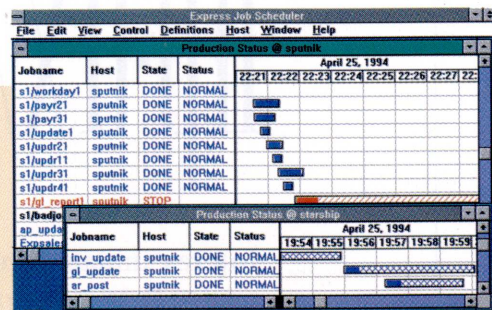 Express Job Scheduler
File Edit View Control Definitions Host Window Help
Production Status @ sputnik
April 25, 1994
Jobname Host State Status 22:21 22:22 22:23 22:24 22:25 22:26 22:27 22:
s1/workday1 sputnik DONE NORMAL
s1/payr21 sputnik DONE NORMAL
s1/payr31 sputnik DONE NORMAL
s1/update1 sputnik DONE NORMAL
s1/updr21 sputnik DONE NORMAL
s1/updr11 sputnik DONE NORMAL
s1/updr31 sputnik DONE NORMAL
s1/updr41 sputnik DONE NORMAL
s1/gl_report1 sputnik STOP
s1/badjo
ap_upda
Expsales
Production Status @ starship
April 25, 1994
Jobname Host State Status 19:54 19:55 19:56 19:57 19:58 19:59
inv_update sputnik DONE NORMAL
gl_update sputnik DONE NORMAL
ar_post sputnik DONE NORMAL